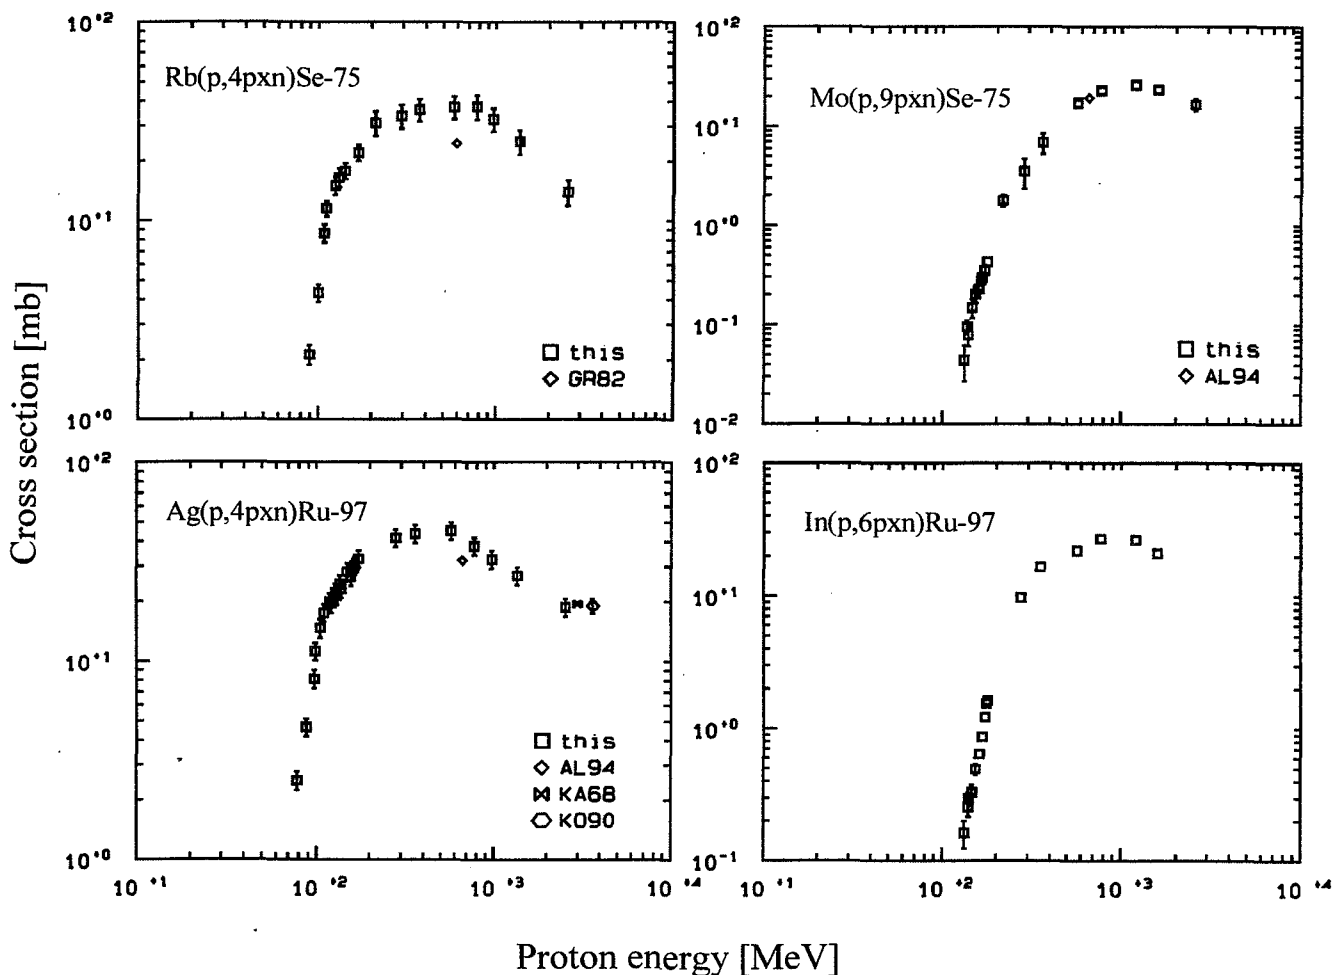 10 +2
10 +1
10 +0
Rb(p,4pxn)Se-75
this
GR82
10 +2
10 +1
10 +0
10 -1
10 -2
Mo(p,9pxn)Se-75
this
AL94
10 +2
10 +1
10 +0
Ag(p,4pxn)Ru-97
this
AL94
KA68
KO90
10 +1 10 +2 10 +3 10 +4
10 +2
10 +1
10 +0
10 -1
In(p,6pxn)Ru-97
10 +1 10 +2 10 +3 10 +4
Cross section [mb]
Proton energy [MeV]